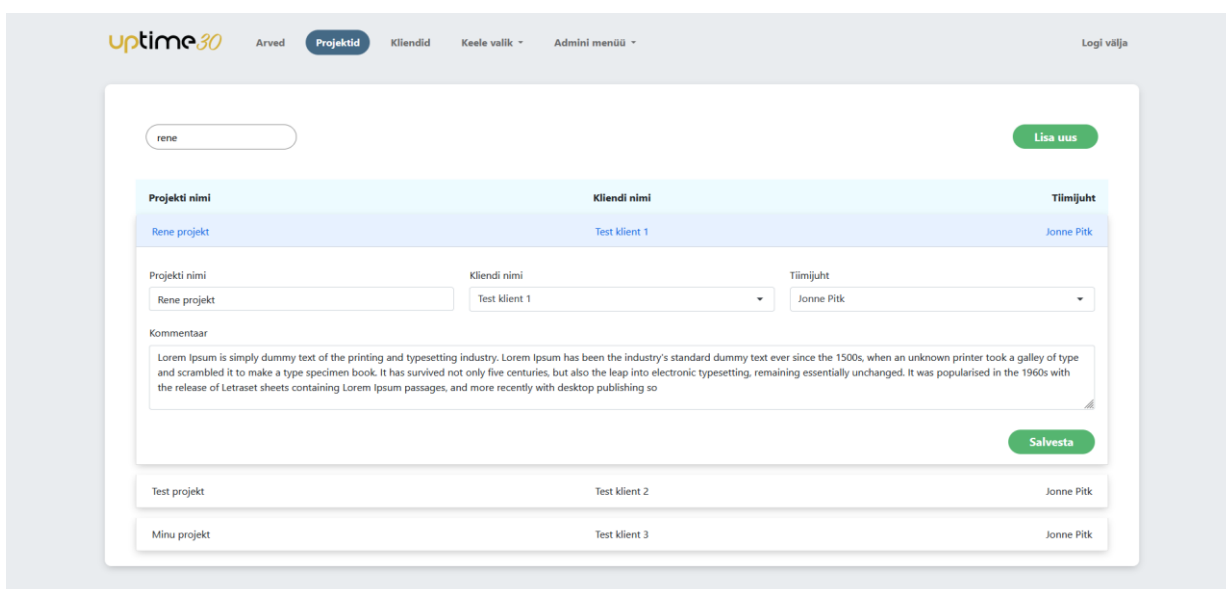 uptime30 Arved Projektid Kliendid Keele valik Admini menüü Logi välja
rene Lisa uus
Projekti nimi Kliendi nimi Tiimijuht
Rene projekt Test klient 1 Jonne Pitk
Projekti nimi Kliendi nimi Tiimijuht
Rene projekt Test klient 1 Jonne Pitk
Kommentaar
Lorem Ipsum is simply dummy text of the printing and typesetting industry. Lorem Ipsum has been the industry's standard dummy text ever since the 1500s, when an unknown printer took a galley of type
and scrambled it to make a type specimen book. It has survived not only five centuries, but also the leap into electronic typesetting, remaining essentially unchanged. It was popularised in the 1960s with
the release of Letraset sheets containing Lorem Ipsum passages, and more recently with desktop publishing so
Salvesta
Test projekt Test klient 2 Jonne Pitk
Minu projekt Test klient 3 Jonne Pitk